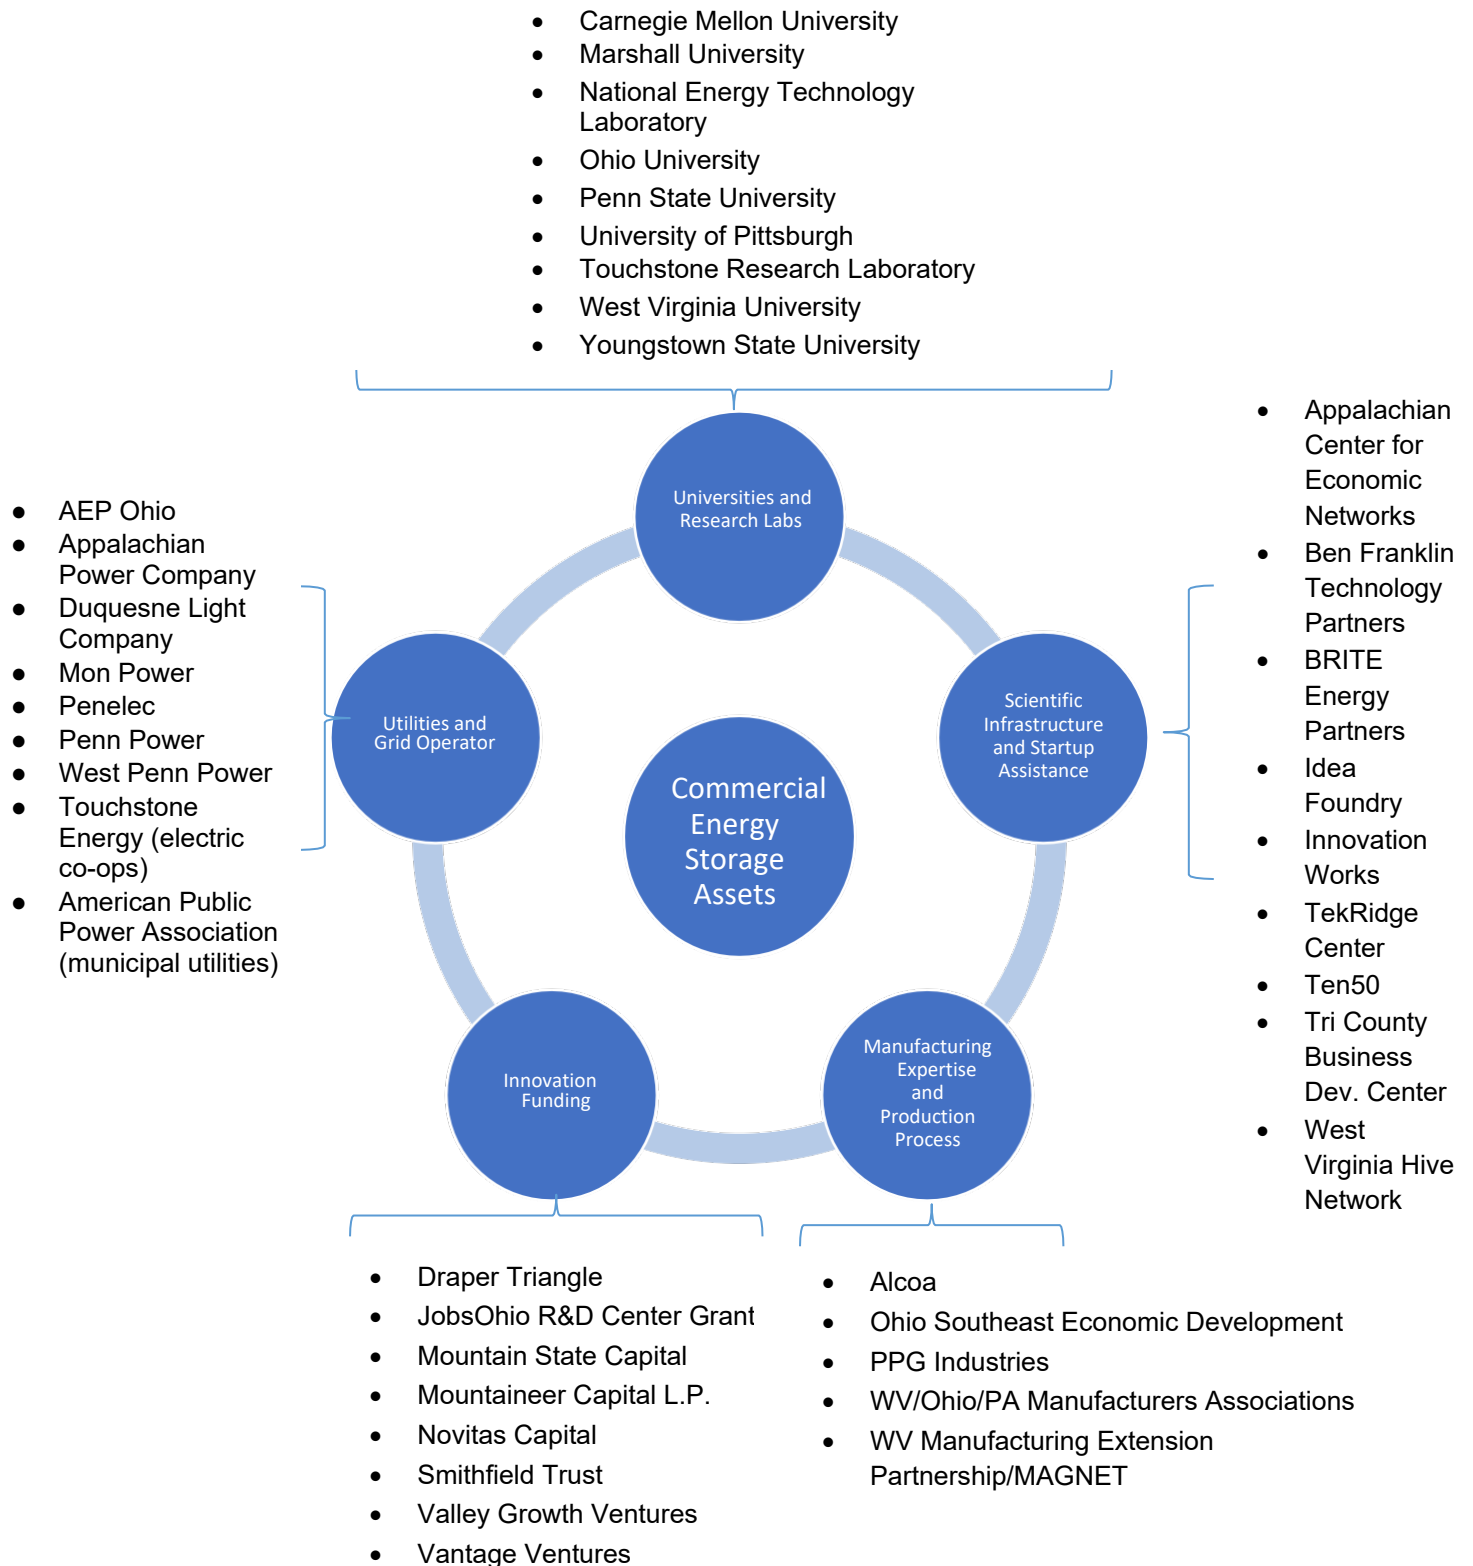 • Carnegie Mellon University
• Marshall University
• National Energy Technology
Laboratory
• Ohio University
• Penn State University
• University of Pittsburgh
• Touchstone Research Laboratory
• West Virginia University
• Youngstown State University
Universities and
Research Labs
● AEP Ohio
● Appalachian
Power Company
● Duquesne Light
Company
● Mon Power
● Penelec
● Penn Power
● West Penn Power
● Touchstone
Energy (electric
co-ops)
● American Public
Power Association
(municipal utilities)
Utilities and
Grid Operator
Commercial
Energy
Storage
Assets
Scientific
Infrastructure
and Startup
Assistance
• Appalachian
Center for
Economic
Networks
• Ben Franklin
Technology
Partners
• BRITE
Energy
Partners
• Idea
Foundry
• Innovation
Works
• TekRidge
Center
• Ten50
• Tri County
Business
Dev. Center
• West
Virginia Hive
Network
Innovation
Funding
Manufacturing
Expertise
and
Production
Process
• Draper Triangle
• JobsOhio R&D Center Grant
• Mountain State Capital
• Mountaineer Capital L.P.
• Novitas Capital
• Smithfield Trust
• Valley Growth Ventures
• Vantage Ventures
• Alcoa
• Ohio Southeast Economic Development
• PPG Industries
• WV/Ohio/PA Manufacturers Associations
• WV Manufacturing Extension
Partnership/MAGNET